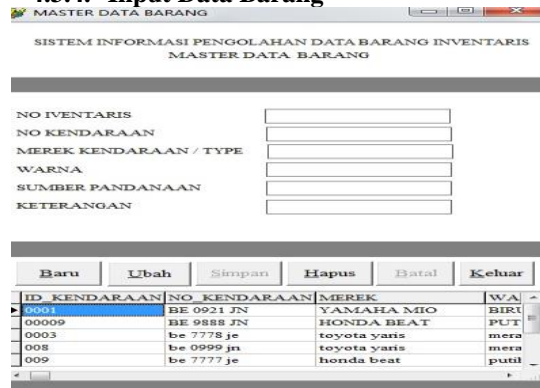 4.3.4. Input Data Barang
MASTER DATA BARANG
SISTEM INFORMASI PENGOLAHAN DATA BARANG INVENTARIS
MASTER DATA BARANG
NO IVENTARIS
NO KENDARAAN
MEREK KENDARAAN / TYPE
WARNA
SUMBER PANDANAAN
KETERANGAN
Baru Ubah Simpan Hapus Batal Keluar
ID_KENDARAAN NO_KENDARAAN MEREK WA
0001 BE 0921 JN YAMAHA MIO BIRU
00009 BE 9888 JN HONDA BEAT PUT
0003 be 7778 je toyota yaris mera
008 be 0999 jn toyota yaris mera
009 be 7777 je honda beat putil